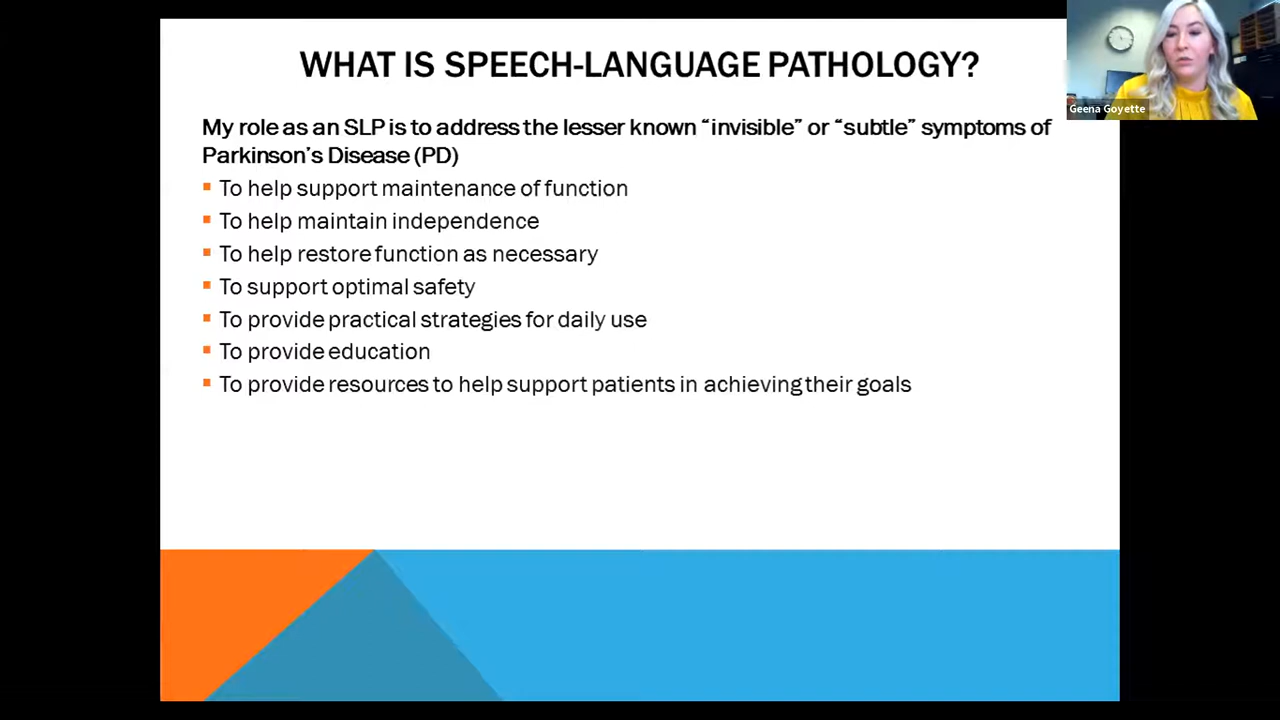 WHAT IS SPEECH-LANGUAGE PATHOLOGY?
Geena Goyette
My role as an SLP is to address the lesser known “invisible” or “subtle” symptoms of
Parkinson’s Disease (PD)
▪ To help support maintenance of function
▪ To help maintain independence
▪ To help restore function as necessary
▪ To support optimal safety
▪ To provide practical strategies for daily use
▪ To provide education
▪ To provide resources to help support patients in achieving their goals